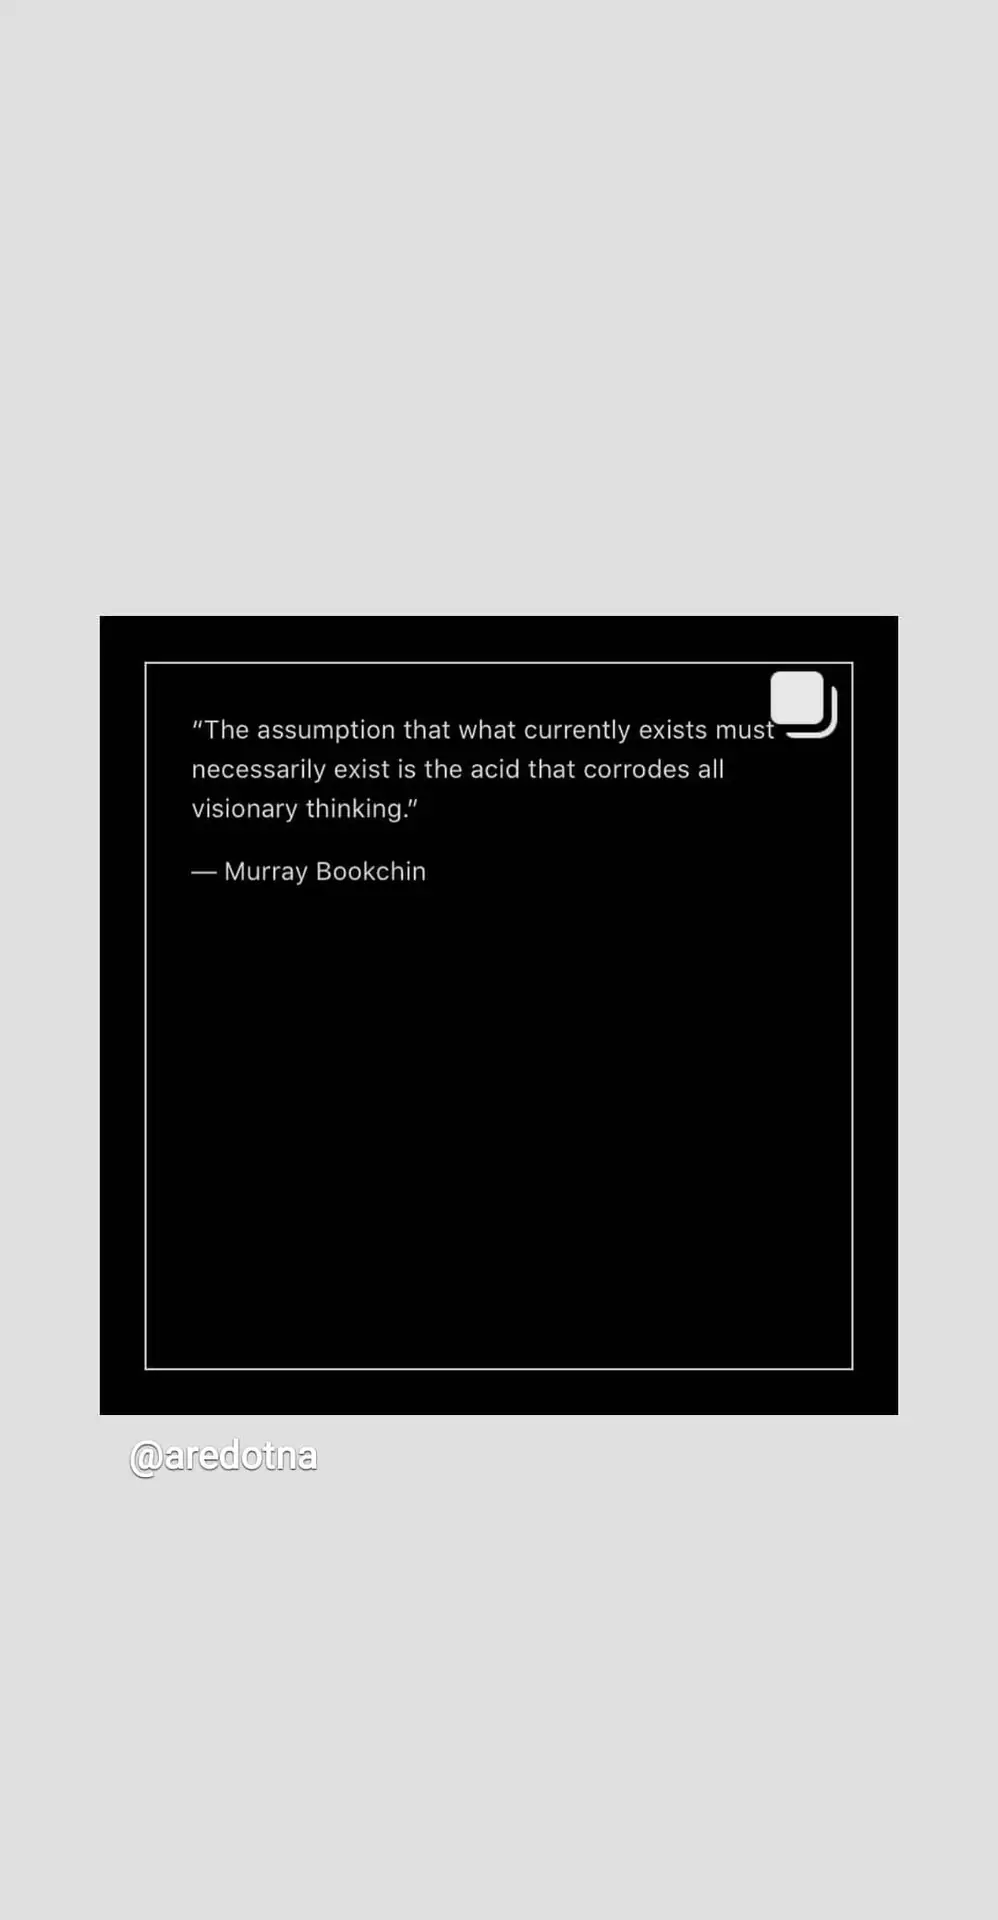 “The assumption that what currently exists must
necessarily exist is the acid that corrodes all
visionary thinking.”
— Murray Bookchin
@aredotna